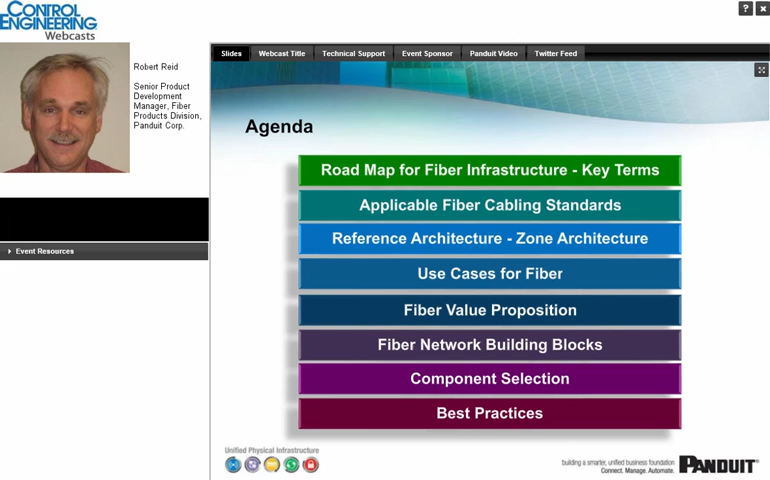 CONTROL
ENGINEERING
Webcasts
? ×
Robert Reid
Senior Product
Development
Manager, Fiber
Products Division,
Panduit Corp.
Event Resources
Slides Webcast Title Technical Support Event Sponsor Panduit Video Twitter Feed
Agenda
Road Map for Fiber Infrastructure - Key Terms
Applicable Fiber Cabling Standards
Reference Architecture - Zone Architecture
Use Cases for Fiber
Fiber Value Proposition
Fiber Network Building Blocks
Component Selection
Best Practices
Unified Physical Infrastructure
building a smarter, unified business foundation
Connect. Manage. Automate.
PANDUIT